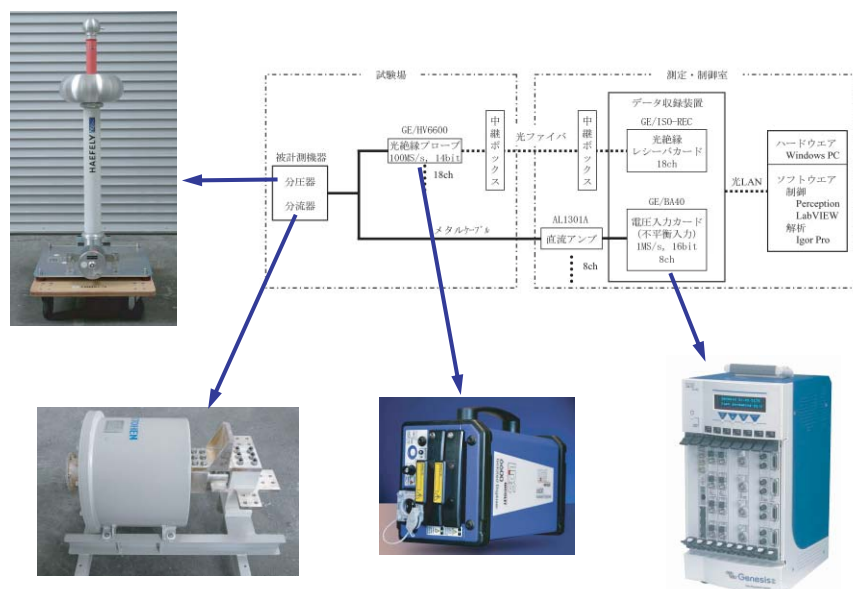 試験場
測定・制御室
被計測機器
分圧器
分流器
GE/HV6600
光絶縁プローブ
100MS/s, 14bit
18ch
中継ボックス
光ファイバ
中継ボックス
データ収録装置
GE/ISO-REC
光絶縁
レシーバカード
18ch
光LAN
ハードウエア
Windows PC
ソフトウエア
制御
Perception
LabVIEW
解析
Igor Pro
メタルケーブル
AL1301A
直流アンプ
8ch
GE/BA40
電圧入力カード
(不平衡入力)
1MS/s, 16bit
8ch
HAEFELY
6600
Genesis